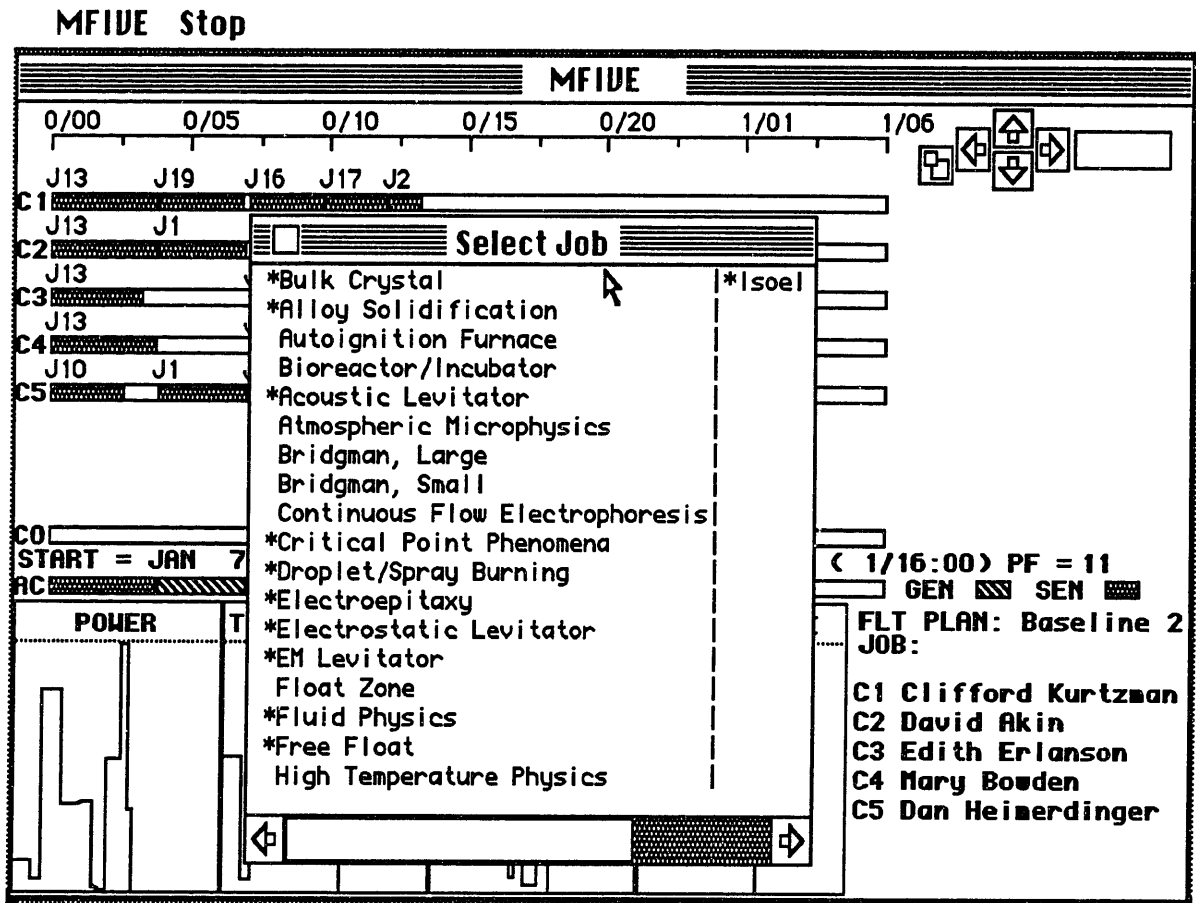 MFIVE Stop
MFIVE
0/00 0/05 0/10 0/15 0/20 1/01 1/06
J13 J19 J16 J17 J2
C1
J13 J1
C2
J13
C3
J13
C4
J10 J1
C5
Select Job
*Bulk Crystal
*Alloy Solidification
Autoignition Furnace
Bioreactor/Incubator
*Acoustic Levitator
Atmospheric Microphysics
Bridgman, Large
Bridgman, Small
Continuous Flow Electrophoresis
*Critical Point Phenomena
*Droplet/Spray Burning
*Electroepitaxy
*Electrostatic Levitator
*EM Levitator
Float Zone
*Fluid Physics
*Free Float
High Temperature Physics
*Isoel
C0
START = JAN 7
( 1/16:00) PF = 11
AC
GEN SEN
POWER T
FLT PLAN: Baseline 2
JOB:
C1 Clifford Kurtzman
C2 David Akin
C3 Edith Erlanson
C4 Mary Bowden
C5 Dan Heimerdinger